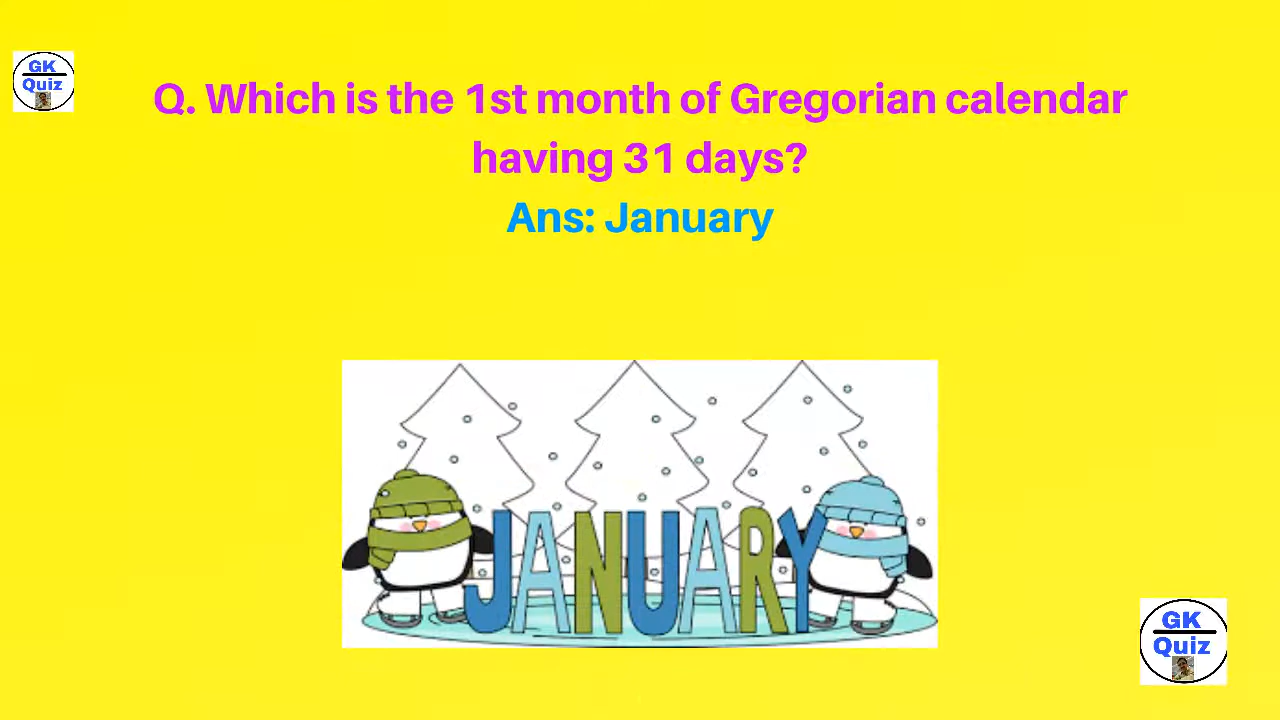 GK
Quiz
Q. Which is the 1st month of Gregorian calendar
having 31 days?
Ans: January
JANUARY
GK
Quiz